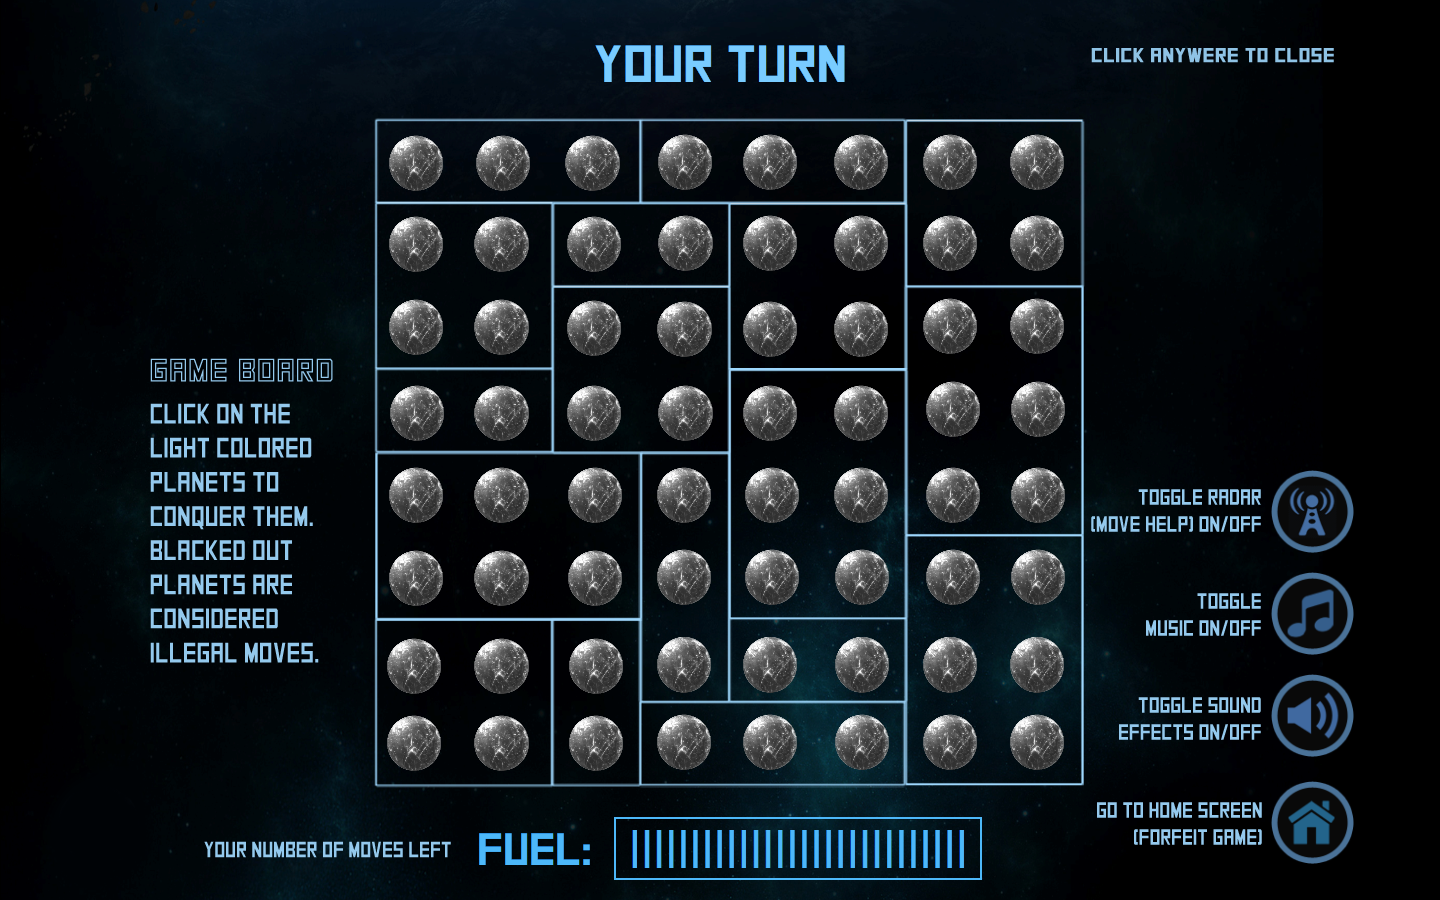 YOUR TURN
CLICK ANYWERE TO CLOSE
GAME BOARD
CLICK ON THE
LIGHT COLORED
PLANETS TO
CONQUER THEM.
BLACKED OUT
PLANETS ARE
CONSIDERED
ILLEGAL MOVES.
TOGGLE RADAR
(MOVE HELP) ON/OFF
TOGGLE
MUSIC ON/OFF
TOGGLE SOUND
EFFECTS ON/OFF
GO TO HOME SCREEN
(FORFEIT GAME)
YOUR NUMBER OF MOVES LEFT
FUEL: